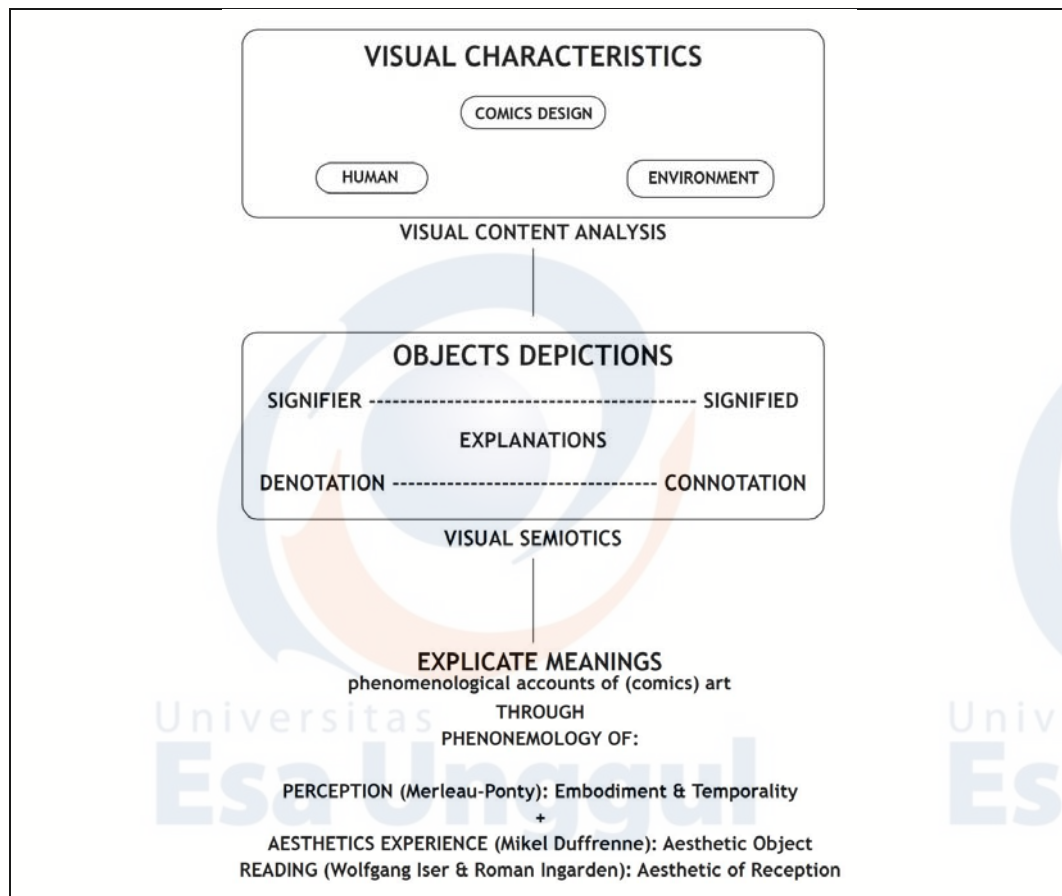 VISUAL CHARACTERISTICS
COMICS DESIGN
HUMAN
ENVIRONMENT
VISUAL CONTENT ANALYSIS
OBJECTS DEPICTIONS
SIGNIFIER ------------------------------------------ SIGNIFIED
EXPLANATIONS
DENOTATION ---------------------------------- CONNOTATION
VISUAL SEMIOTICS
EXPLICATE MEANINGS
phenomenological accounts of (comics) art
THROUGH
PHENONEMOLOGY OF:
PERCEPTION (Merleau-Ponty): Embodiment & Temporality
+
AESTHETICS EXPERIENCE (Mikel Duffrenne): Aesthetic Object
READING (Wolfgang Iser & Roman Ingarden): Aesthetic of Reception
Universitas
Esa Unggul
Univ
Es